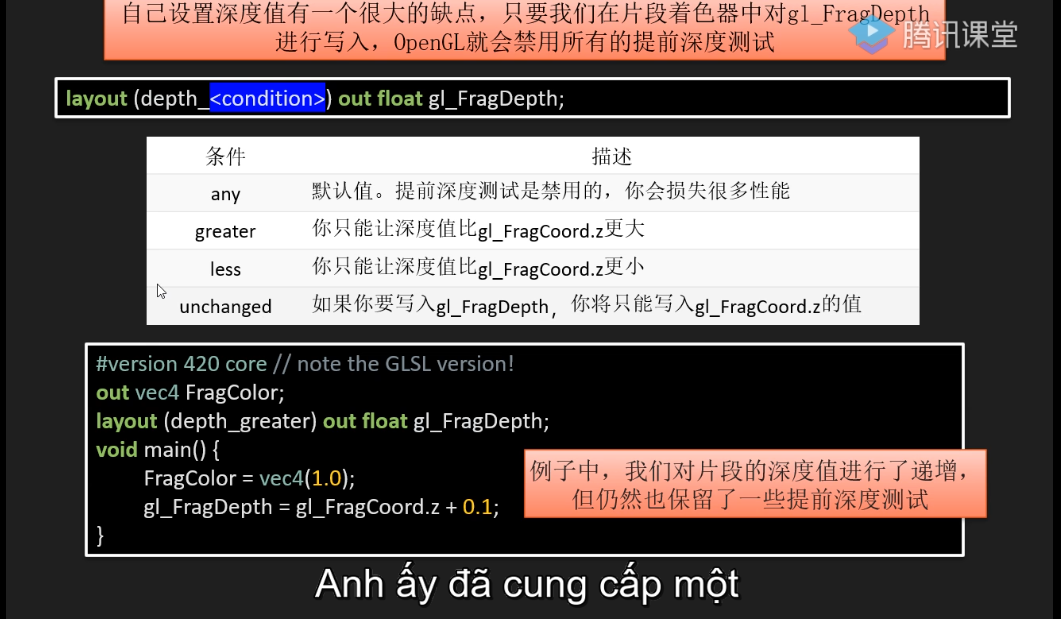 自己设置深度值有一个很大的缺点，只要我们在片段着色器中对gl_FragDepth
进行写入，OpenGL就会禁用所有的提前深度测试
腾讯课堂
layout (depth_<condition>) out float gl_FragDepth;
条件 描述
any 默认值。提前深度测试是禁用的，你会损失很多性能
greater 你只能让深度值比gl_FragCoord.z更大
less 你只能让深度值比gl_FragCoord.z更小
unchanged 如果你要写入gl_FragDepth，你将只能写入gl_FragCoord.z的值
#version 420 core // note the GLSL version!
out vec4 FragColor;
layout (depth_greater) out float gl_FragDepth;
void main() {
FragColor = vec4(1.0);
gl_FragDepth = gl_FragCoord.z + 0.1;
}
例子中，我们对片段的深度值进行了递增，
但仍然也保留了一些提前深度测试
Anh ấy đã cung cấp một